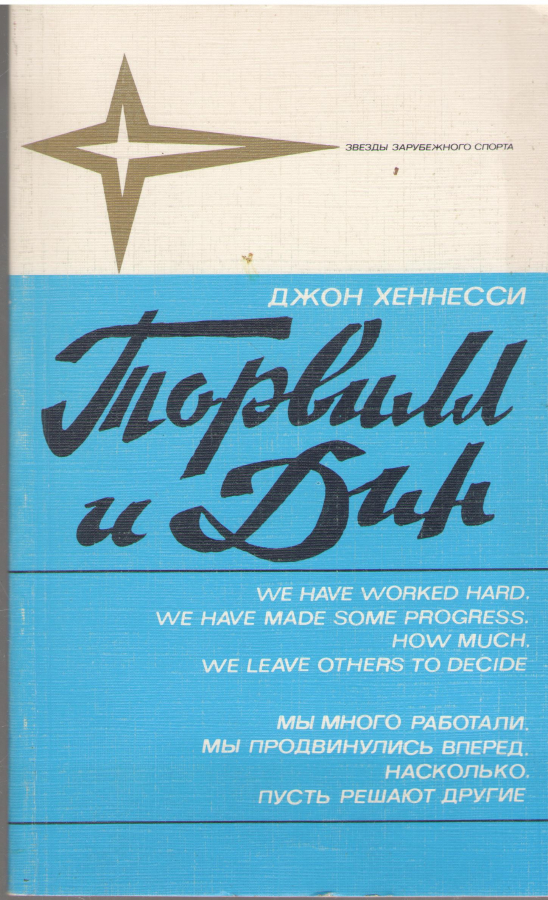 ЗВЕЗДЫ ЗАРУБЕЖНОГО СПОРТА
ДЖОН ХЕННЕССИ
Торвилл
и Дин
WE HAVE WORKED HARD.
WE HAVE MADE SOME PROGRESS.
HOW MUCH,
WE LEAVE OTHERS TO DECIDE
МЫ МНОГО РАБОТАЛИ.
МЫ ПРОДВИНУЛИСЬ ВПЕРЕД.
НАСКОЛЬКО,
ПУСТЬ РЕШАЮТ ДРУГИЕ